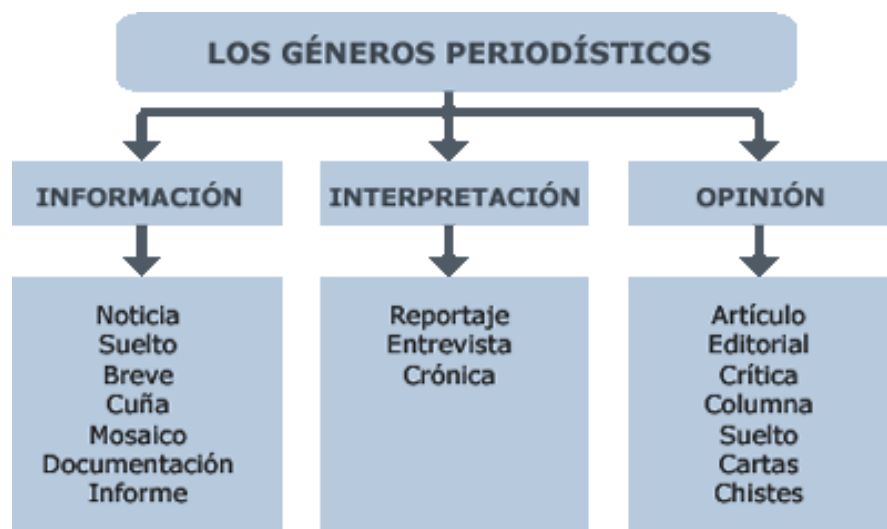 LOS GÉNEROS PERIODÍSTICOS
INFORMACIÓN
Noticia
Suelto
Breve
Cuña
Mosaico
Documentación
Informe
INTERPRETACIÓN
Reportaje
Entrevista
Crónica
OPINIÓN
Artículo
Editorial
Crítica
Columna
Suelto
Cartas
Chistes